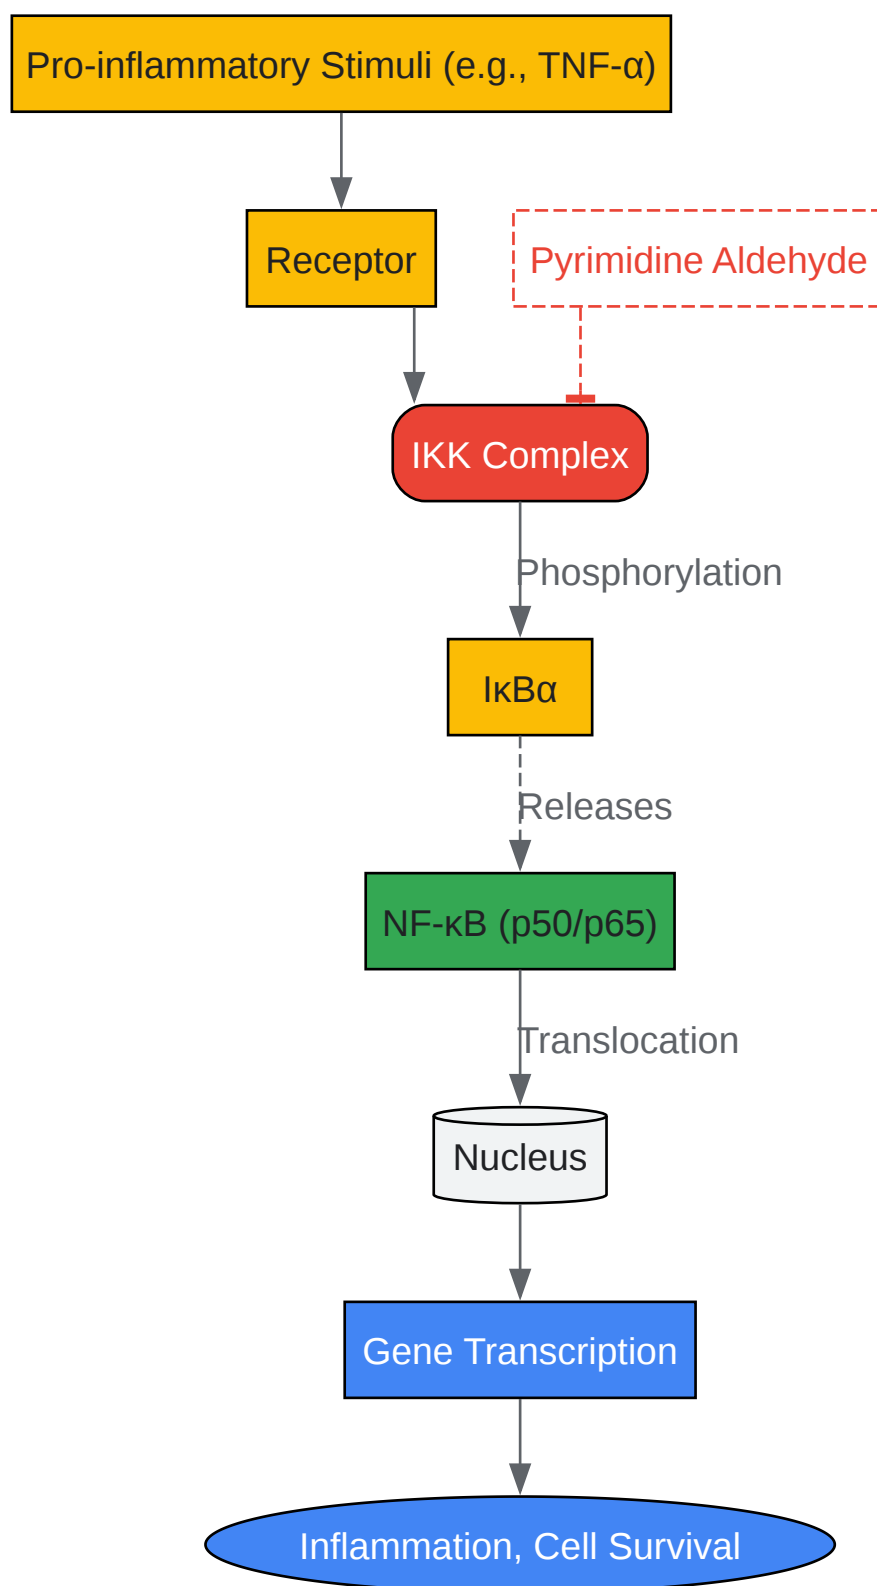 Pro-inflammatory Stimuli (e.g., TNF-α)
Receptor
Pyrimidine Aldehyde
IKK Complex
Phosphorylation
IκBα
Releases
NF-κB (p50/p65)
Translocation
Nucleus
Gene Transcription
Inflammation, Cell Survival